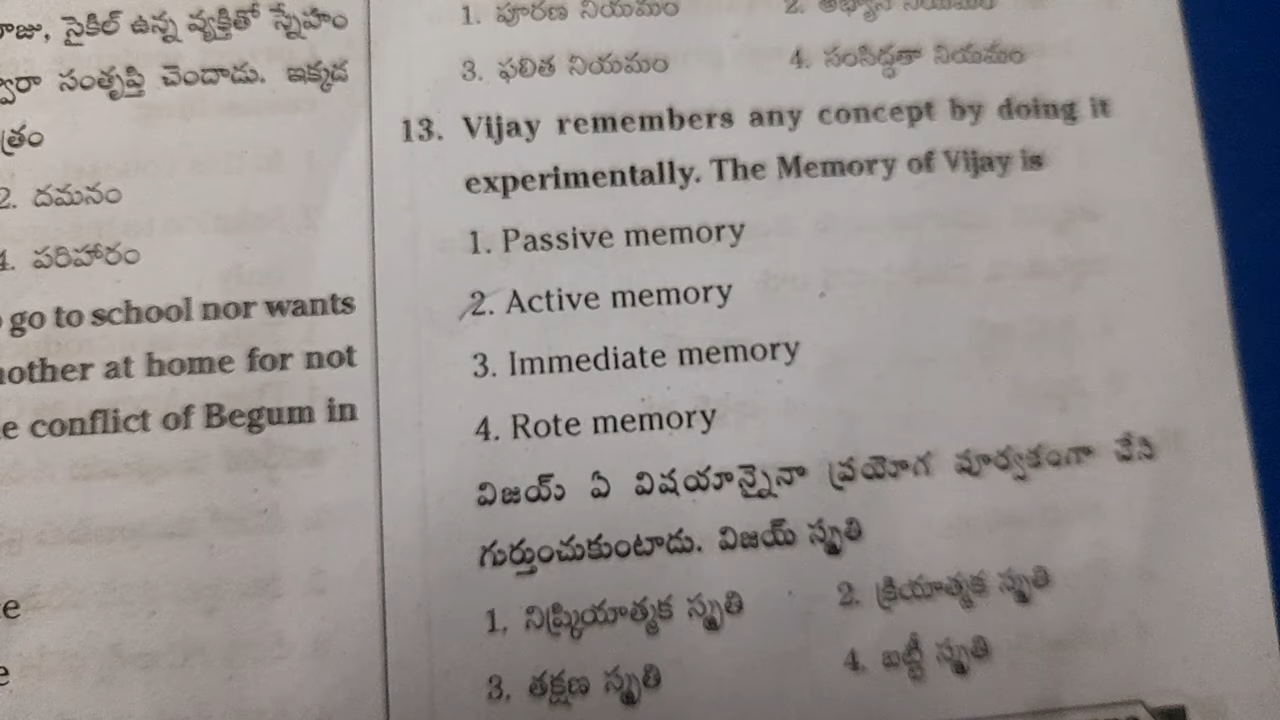 సైకిల్ ఉన్న వ్యక్తితో స్నేహం
సంతృప్తి చెందాడు. ఇక్కడ
2. దమనం
4. పరిహారం
go to school nor wants
at home for not
conflict of Begum in
1. పూరణ నియమం 2.
3. ఫలిత నియమం 4. సంసిద్ధతా నియమం
13. Vijay remembers any concept by doing it
experimentally. The Memory of Vijay is
1. Passive memory
2. Active memory
3. Immediate memory
4. Rote memory
విజయ్ ఏ విషయాన్నైనా ప్రయోగ పూర్వకంగా చేసి
గుర్తుంచుకుంటాడు. విజయ్ స్మృతి
1. నిష్క్రియాత్మక స్మృతి 2. క్రియాత్మక స్మృతి
3. తక్షణ స్మృతి 4. బట్టీ స్మృతి